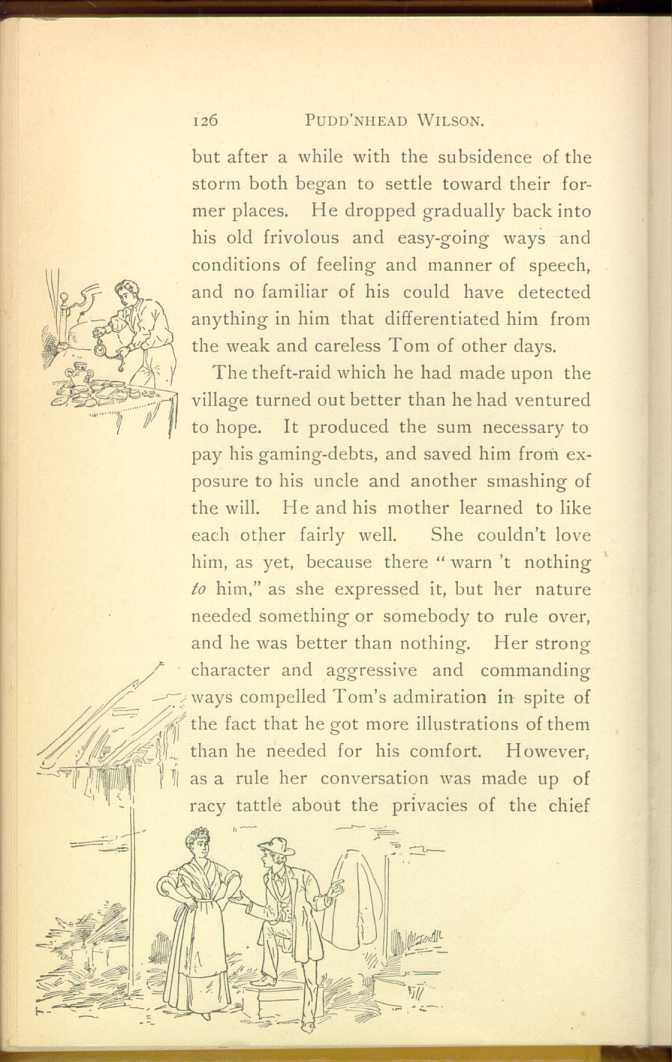 126 PUDD'NHEAD WILSON.
but after a while with the subsidence of the
storm both began to settle toward their for-
mer places. He dropped gradually back into
his old frivolous and easy-going ways and
conditions of feeling and manner of speech,
and no familiar of his could have detected
anything in him that differentiated him from
the weak and careless Tom of other days.
The theft-raid which he had made upon the
village turned out better than he had ventured
to hope. It produced the sum necessary to
pay his gaming-debts, and saved him from ex-
posure to his uncle and another smashing of
the will. He and his mother learned to like
each other fairly well. She couldn't love
him, as yet, because there “ warn 't nothing
to him,” as she expressed it, but her nature
needed something or somebody to rule over,
and he was better than nothing. Her strong
character and aggressive and commanding
ways compelled Tom's admiration in spite of
the fact that he got more illustrations of them
than he needed for his comfort. However,
as a rule her conversation was made up of
racy tattle about the privacies of the chief